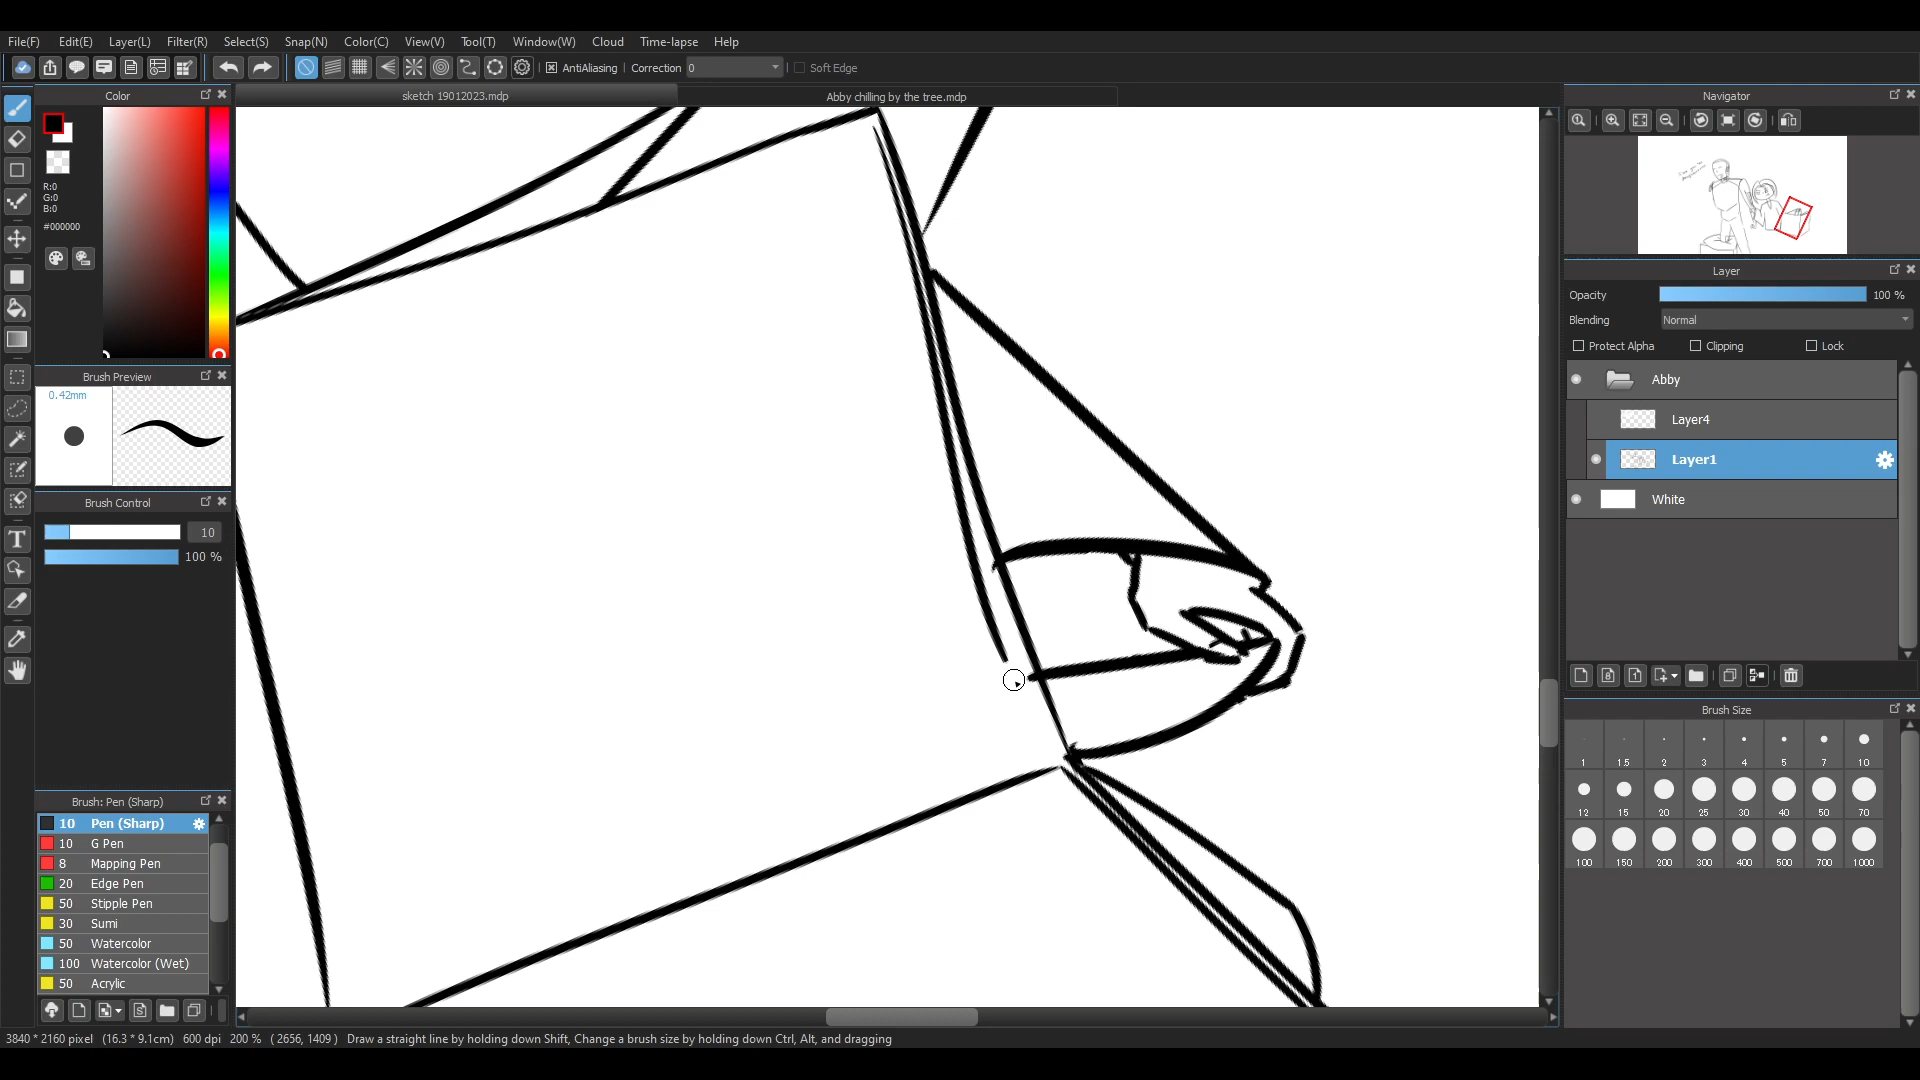 File(F) Edit(E) Layer(L) Filter(R) Select(S) Snap(N) Color(C) View(V) Tool(T) Window(W) Cloud Time-lapse Help
AntiAliasing Correction 0 Soft Edge
Color
sketch 19012023.mdp
Abby chilling by the tree.mdp
R:0
G:0
B:0
#000000
Brush Preview
0.42mm
Brush Control
10
100 %
Brush: Pen (Sharp)
10 Pen (Sharp)
10 G Pen
8 Mapping Pen
20 Edge Pen
50 Stipple Pen
30 Sumi
50 Watercolor
100 Watercolor (Wet)
50 Acrylic
Navigator
Layer
Opacity 100 %
Blending Normal
Protect Alpha Clipping Lock
Abby
Layer4
Layer1
White
Brush Size
1 1.5 2 3 4 5 7 10
12 15 20 25 30 40 50 70
100 150 200 300 400 500 700 1000
3840 * 2160 pixel (16.3 * 9.1cm) 600 dpi 200 % ( 2656, 1409 ) Draw a straight line by holding down Shift, Change a brush size by holding down Ctrl, Alt, and dragging